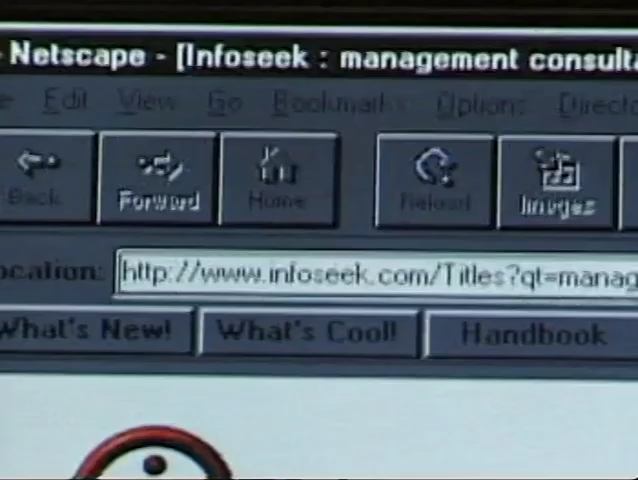 Netscape - [Infoseek : management consulta
Edit View Go Bookmarks Options Direct
Back Forward Home Reload Images
ocation: http://www.infoseek.com/Titles?qt=manag
What's New! What's Cool! Handbook